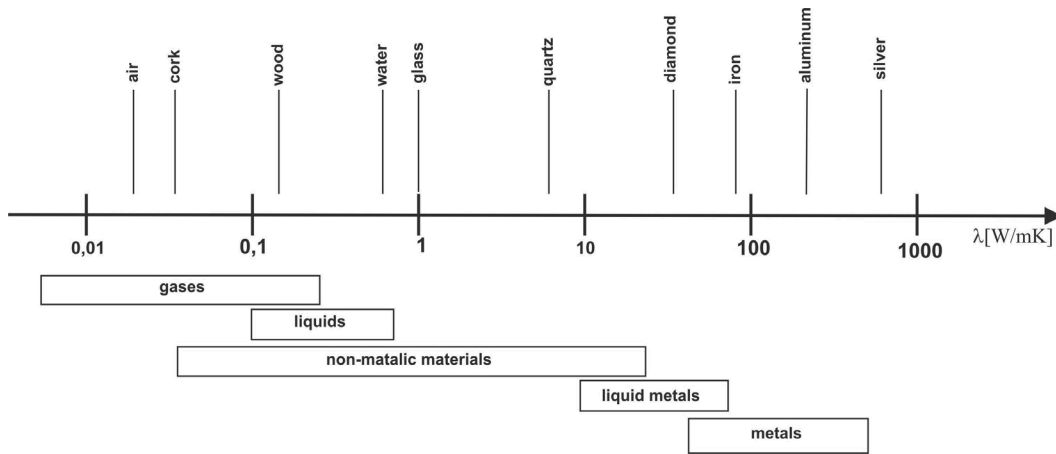 air
cork
wood
water
glass
quartz
diamond
iron
aluminum
silver
0,01
0,1
1
10
100
1000
λ[W/mK]
gases
liquids
non-matalic materials
liquid metals
metals